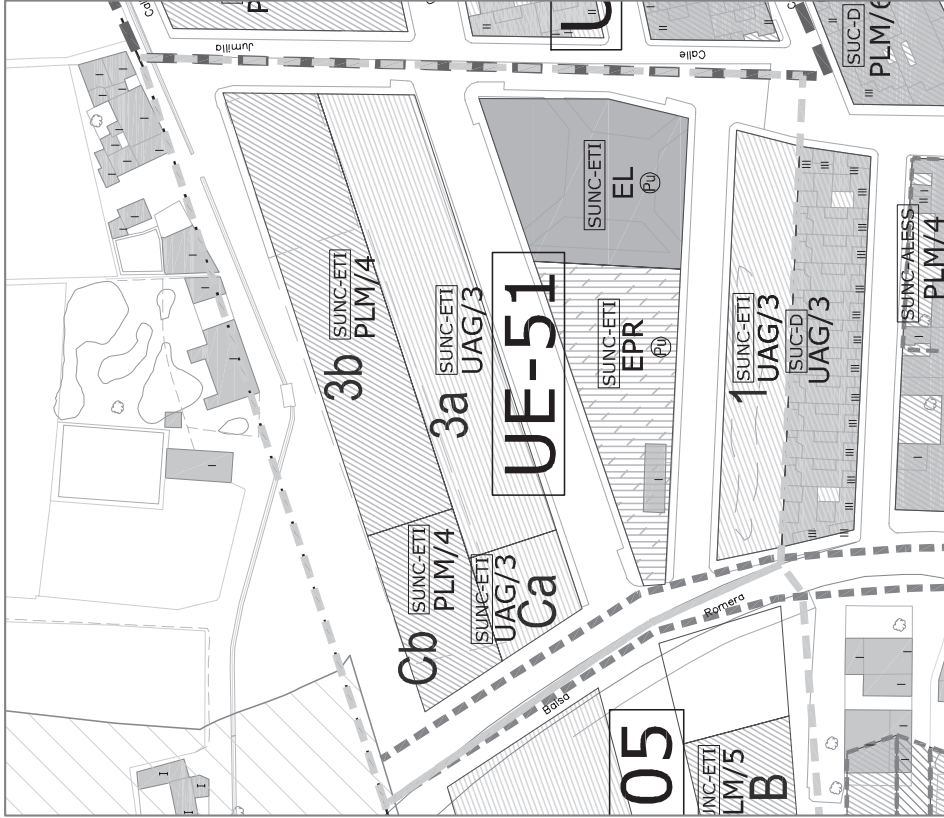 Jumilla
Calle
SUC-D
PLM/6
SUNC-ETI
EL
Pu
SUNC-ETI
PLM/4
3b
SUNC-ETI
UAG/3
3a
UE-51
SUNC-ETI
EPR
Pu
I
SUNC-ETI
UAG/3
1
SUC-D
UAG/3
SUNC-ALESS
PLM/4
SUNC-ETI
PLM/4
Cb
SUNC-ETI
UAG/3
Ca
Romera
Balsa
05
NC-ETI
LM/5
B